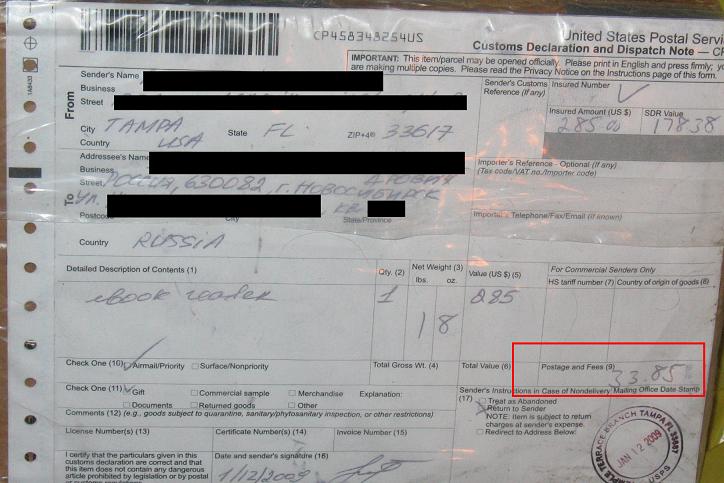 CP458348254US
United States Postal Servi
Customs Declaration and Dispatch Note — CP
IMPORTANT: This item/parcel may be opened officially. Please print in English and press firmly; yo
are making multiple copies. Please read the Privacy Notice on the Instructions page of this form.
From
Sender's Name
Business
Street
City TAMPA State FL ZIP+4® 33617
Country USA
Sender's Customs Reference (If any)
Insured Number
Insured Amount (US $) 285.00
SDR Value 178.38
To
Addressee's Name
Business
Street РОССИЯ, 630082, г. НОВОСИБИРСК
ул.
кв.
Postcode City State/Province
Country RUSSIA
Importer's Reference - Optional (If any)
(Tax code/VAT no./Importer code)
Importer's Telephone/Fax/Email (if known)
Detailed Description of Contents (1)
Qty. (2)
Net Weight (3)
lbs. oz.
Value (US $) (5)
For Commercial Senders Only
HS tariff number (7) Country of origin of goods (8)
ebook reader 1 1 8 285
Check One (10) Airmail/Priority Surface/Nonpriority
Total Gross Wt. (4)
Total Value (6)
Postage and Fees (9)
33.85
Check One (11) Gift Commercial sample Merchandise Explanation:
Documents Returned goods Other
Comments (12) (e.g., goods subject to quarantine, sanitary/phytosanitary inspection, or other restrictions)
License Number(s) (13) Certificate Number(s) (14) Invoice Number (15)
Sender's Instructions in Case of Nondelivery
(17) Treat as Abandoned
Return to Sender
NOTE: Item is subject to return
charges at sender's expense.
Redirect to Address Below:
Mailing Office Date Stamp
TEMPLE TERRACE BRANCH TAMPA FL 33687
JAN 12 2009
USPS
I certify that the particulars given in this
customs declaration are correct and that
this item does not contain any dangerous
article prohibited by legislation or by postal
Date and sender's signature (16)
1/12/2009